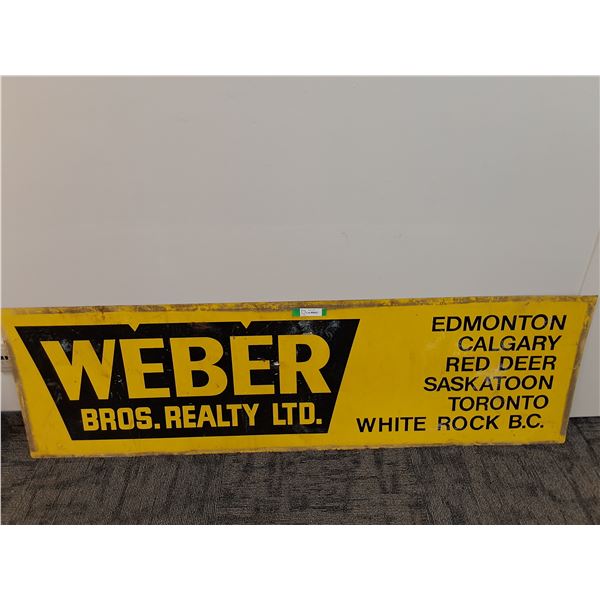 WEBER
BROS. REALTY LTD.
EDMONTON
CALGARY
RED DEER
SASKATOON
TORONTO
WHITE ROCK B.C.